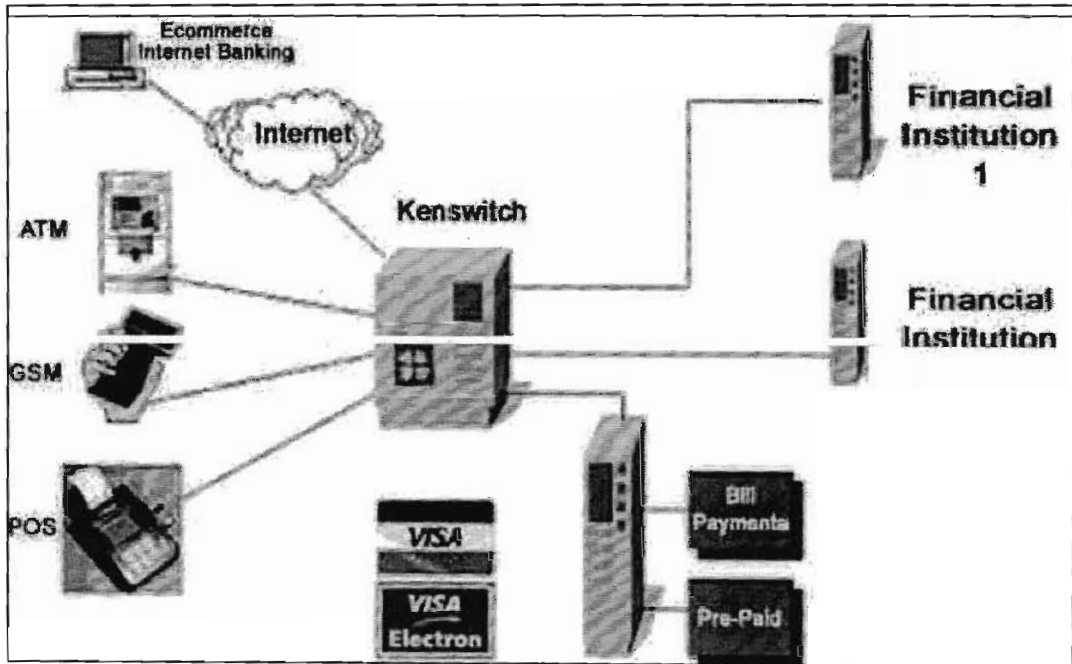 Ecommerce
Internet Banking
Internet
Kenswitch
ATM
GSM
POS
Financial
Institution
1
Financial
Institution
VISA
VISA
Electron
Bill
Payments
Pre-Paid